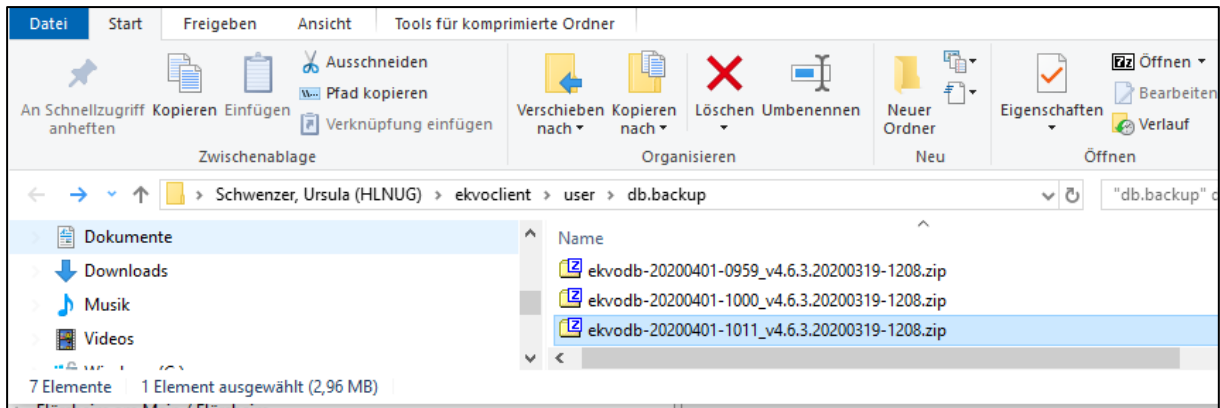 Datei Start Freigeben Ansicht Tools für komprimierte Ordner
An Schnellzugriff anheften
Kopieren
Einfügen
Ausschneiden
Pfad kopieren
Verknüpfung einfügen
Zwischenablage
Verschieben nach
Kopieren nach
Löschen
Umbenennen
Organisieren
Neuer Ordner
Neu
Eigenschaften
Öffnen
Bearbeiten
Verlauf
Öffnen
Schwenzer, Ursula (HLNUG) > ekvoclient > user > db.backup
"db.backup"
Dokumente
Downloads
Musik
Videos
Name
ekvodb-20200401-0959_v4.6.3.20200319-1208.zip
ekvodb-20200401-1000_v4.6.3.20200319-1208.zip
ekvodb-20200401-1011_v4.6.3.20200319-1208.zip
7 Elemente 1 Element ausgewählt (2,96 MB)